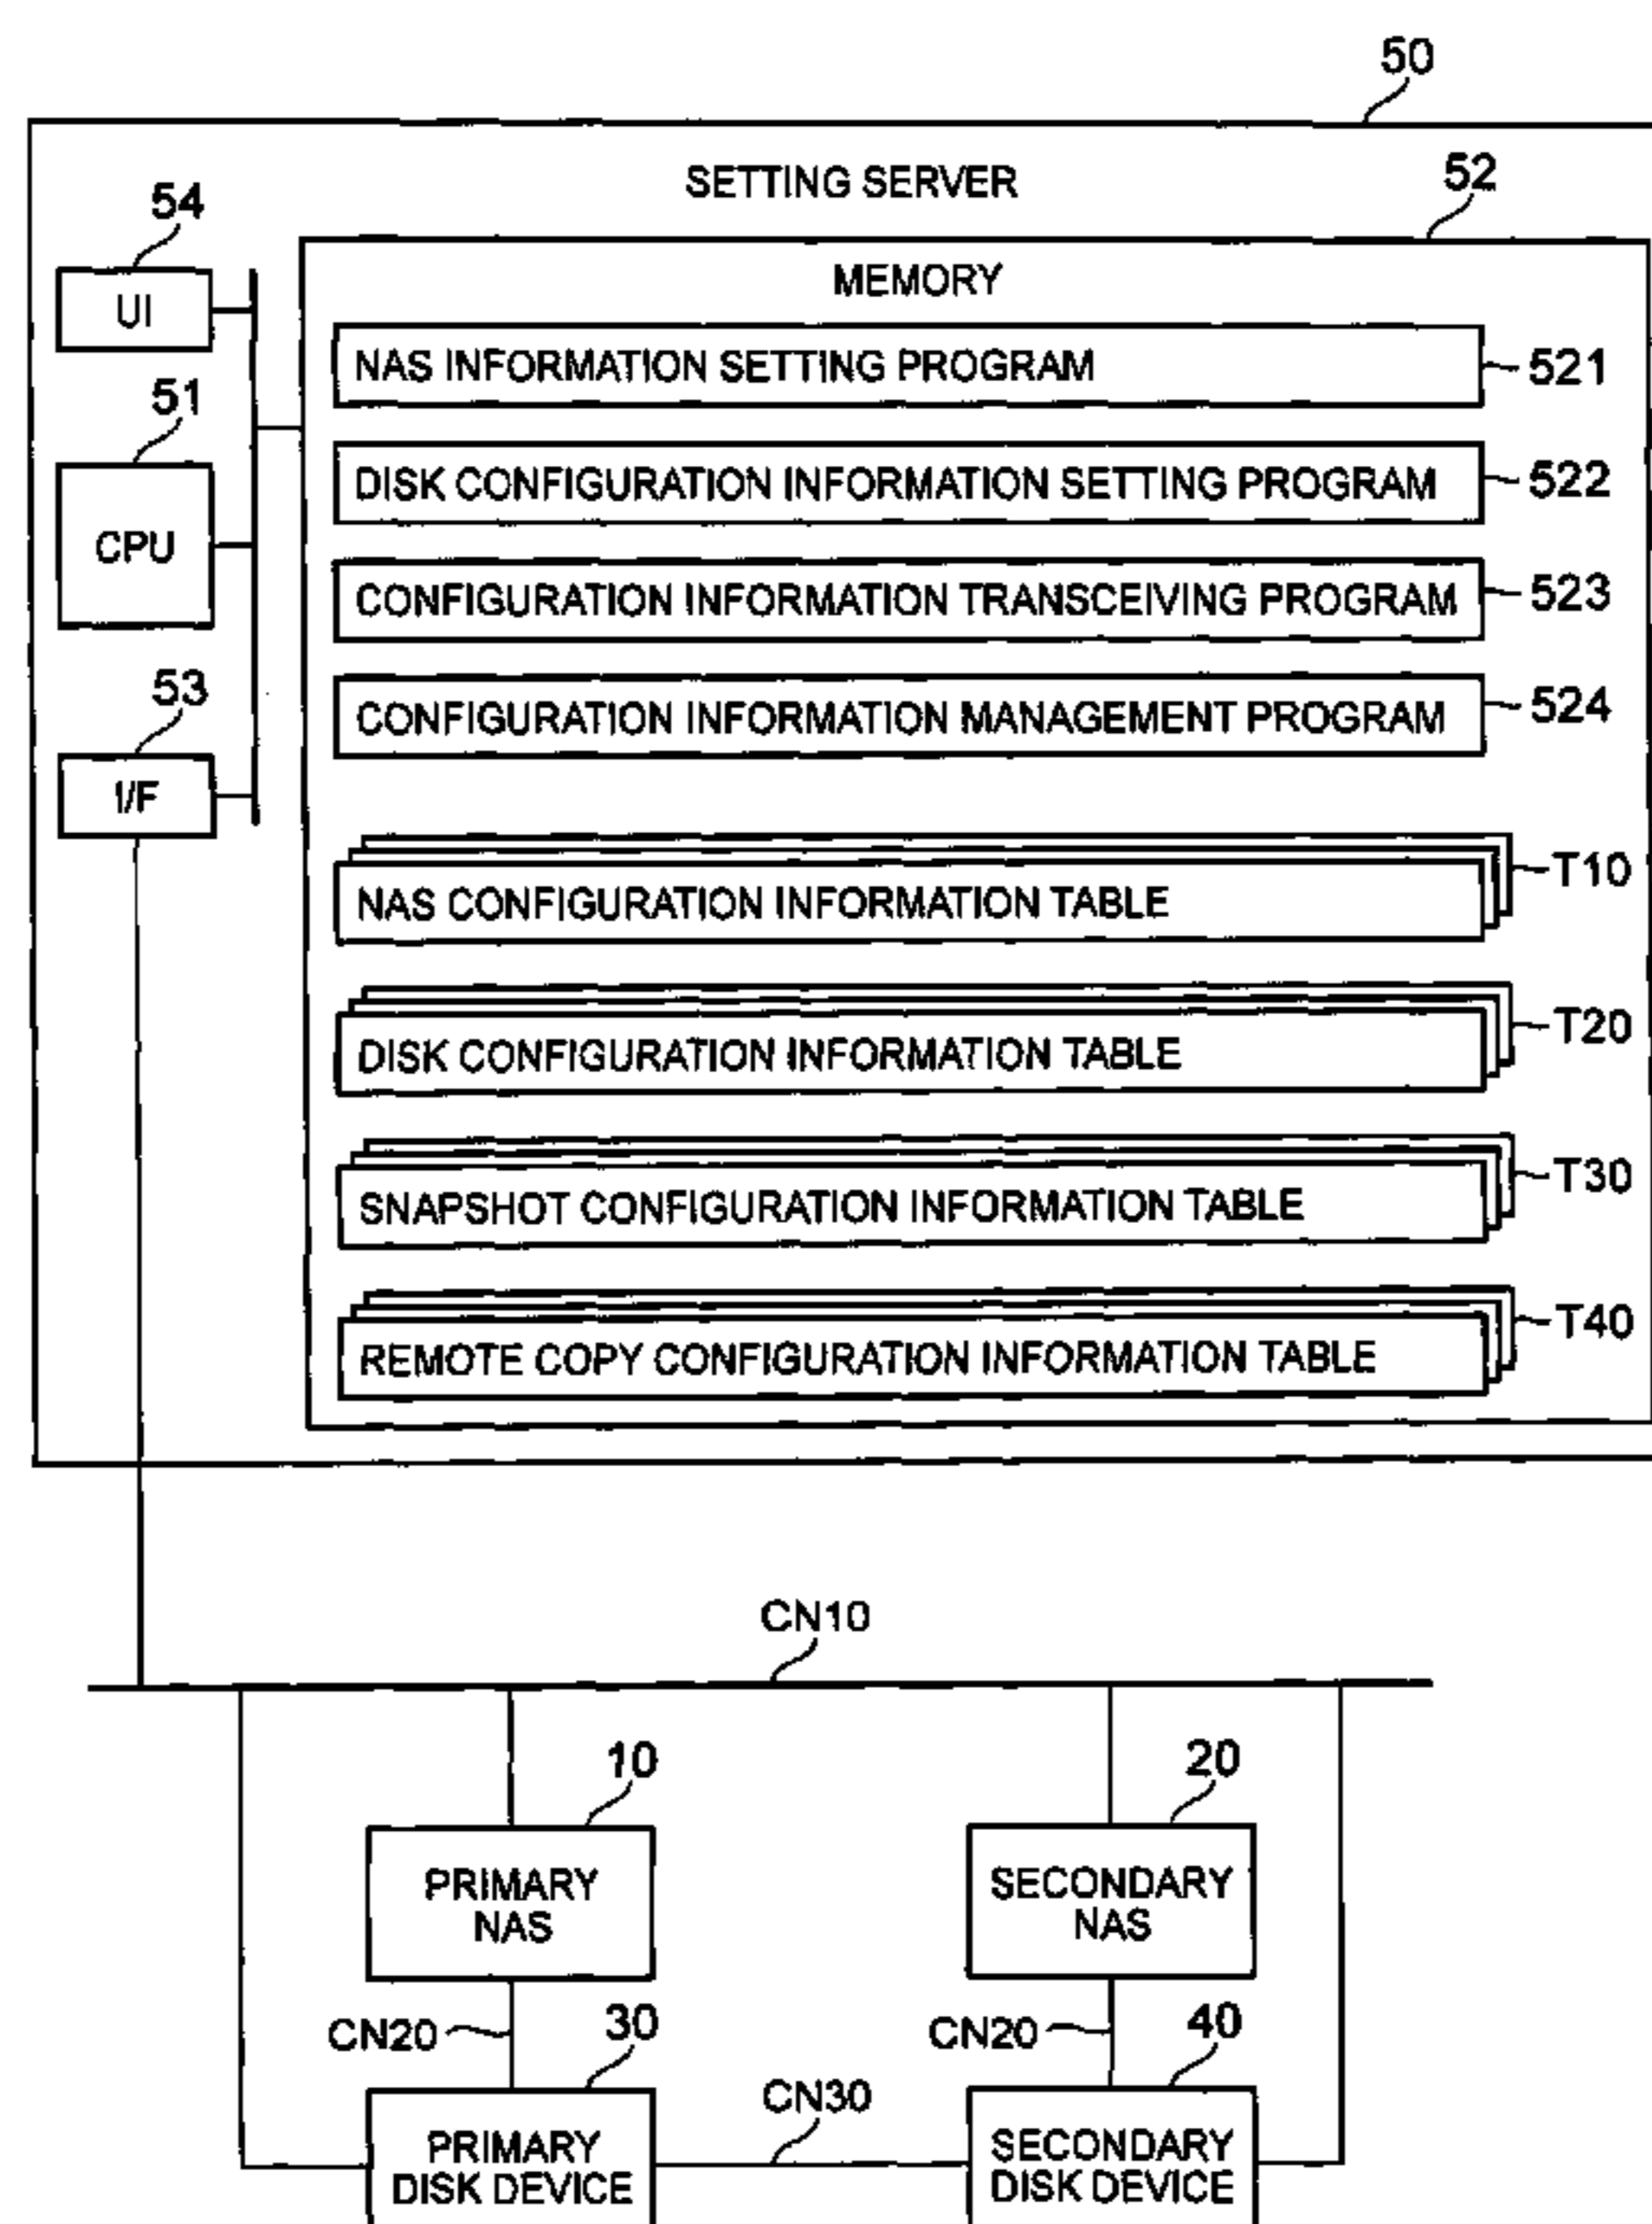 50
SETTING SERVER
52
54
UI
MEMORY
NAS INFORMATION SETTING PROGRAM
521
51
CPU
DISK CONFIGURATION INFORMATION SETTING PROGRAM
522
CONFIGURATION INFORMATION TRANSCEIVING PROGRAM
523
53
I/F
CONFIGURATION INFORMATION MANAGEMENT PROGRAM
524
NAS CONFIGURATION INFORMATION TABLE
T10
DISK CONFIGURATION INFORMATION TABLE
T20
SNAPSHOT CONFIGURATION INFORMATION TABLE
T30
REMOTE COPY CONFIGURATION INFORMATION TABLE
T40
CN10
10
20
PRIMARY
NAS
SECONDARY
NAS
CN20
30
CN20
40
CN30
PRIMARY
DISK DEVICE
SECONDARY
DISK DEVICE